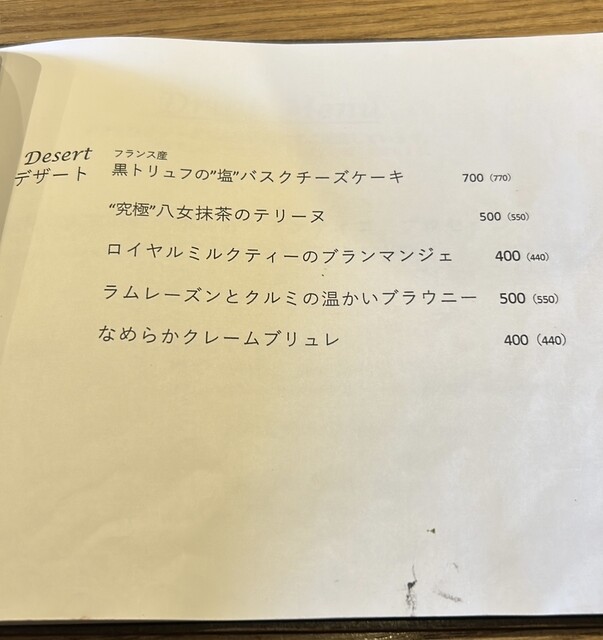 Desert
デザート
フランス産
黒トリュフの"塩"バスクチーズケーキ 700 (770)
"究極"八女抹茶のテリーヌ 500 (550)
ロイヤルミルクティーのブランマンジェ 400 (440)
ラムレーズンとクルミの温かいブラウニー 500 (550)
なめらかクレームブリュレ 400 (440)